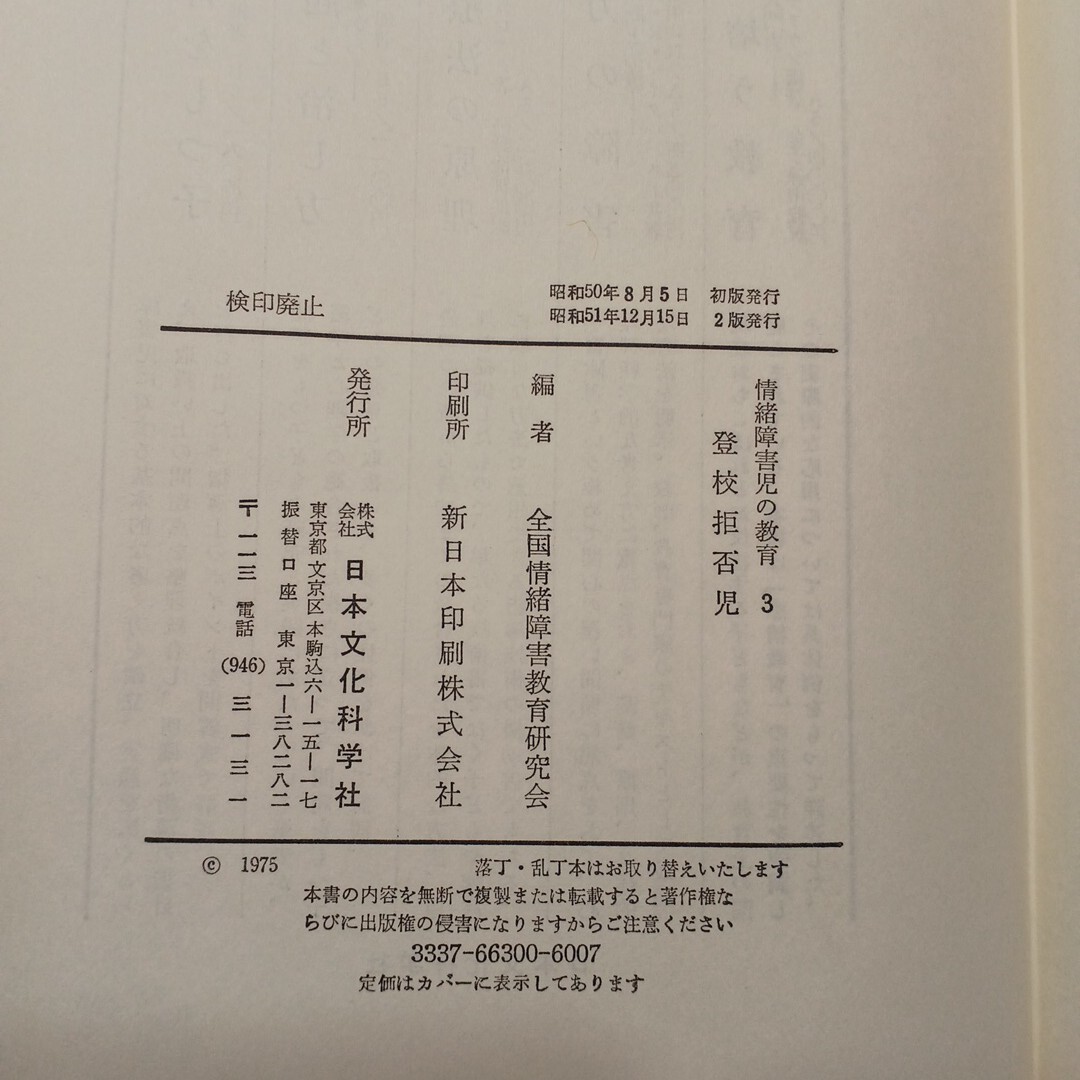 検印廃止
昭和50年8月5日 初版発行
昭和51年12月15日 2版発行
情緒障害児の教育 3
登校拒否児
編者 全国情緒障害教育研究会
印刷所 新日本印刷株式会社
発行所 株式会社 日本文化科学社
東京都文京区本駒込六ー一五ー一七
振替口座 東京一ー三八二八二
〒一一三 電話 (946) 三一三一
© 1975 落丁・乱丁本はお取り替えいたします
本書の内容を無断で複製または転載すると著作権な
らびに出版権の侵害になりますからご注意ください
3337-66300-6007
定価はカバーに表示してあります